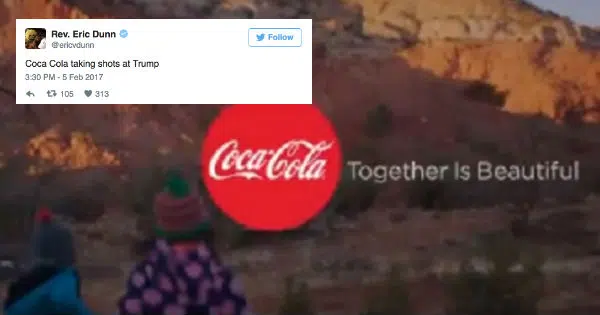 Rev. Eric Dunn
Follow
@ericvdunn
Coca Cola taking shots at Trump
3:30 PM - 5 Feb 2017
105 313
Coca-Cola Together Is Beautiful